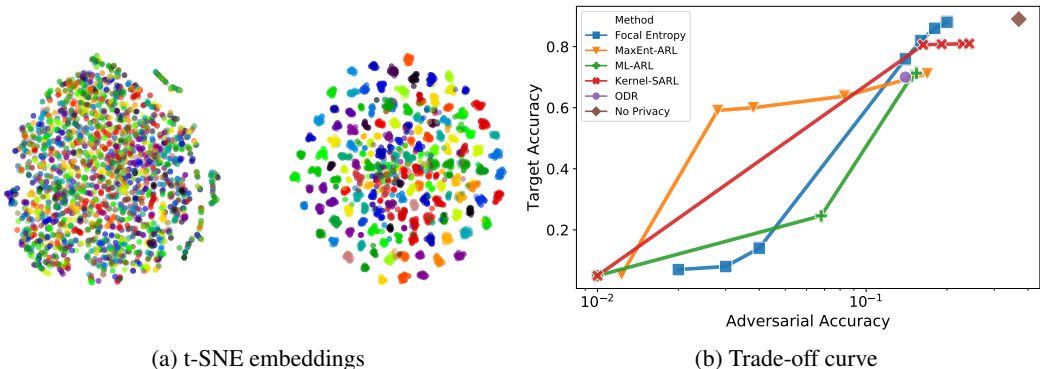 Method
Focal Entropy
MaxEnt-ARL
ML-ARL
Kernel-SARL
ODR
No Privacy
Target Accuracy
0.8
0.6
0.4
0.2
10⁻² 10⁻¹
Adversarial Accuracy
(a) t-SNE embeddings
(b) Trade-off curve